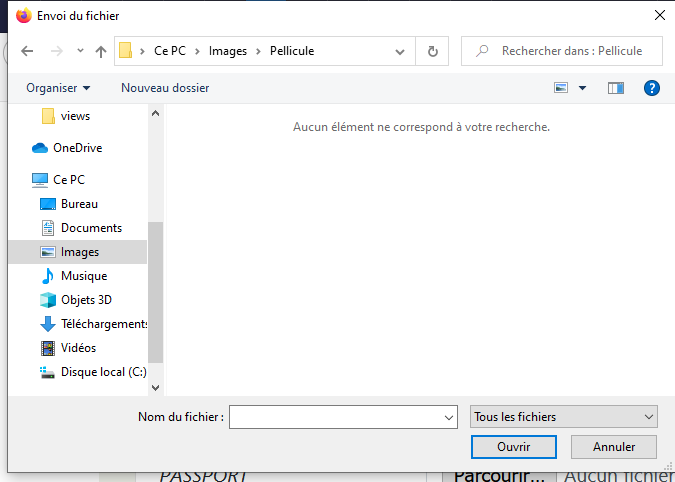 Envoi du fichier
Ce PC > Images > Pellicule
Rechercher dans : Pellicule
Organiser
Nouveau dossier
?
views
OneDrive
Ce PC
Bureau
Documents
Images
Musique
Objets 3D
Téléchargements
Vidéos
Disque local (C:)
Aucun élément ne correspond à votre recherche.
Nom du fichier :
Tous les fichiers
Ouvrir
Annuler
PASSPORT
Parcourir... Aucun fichier